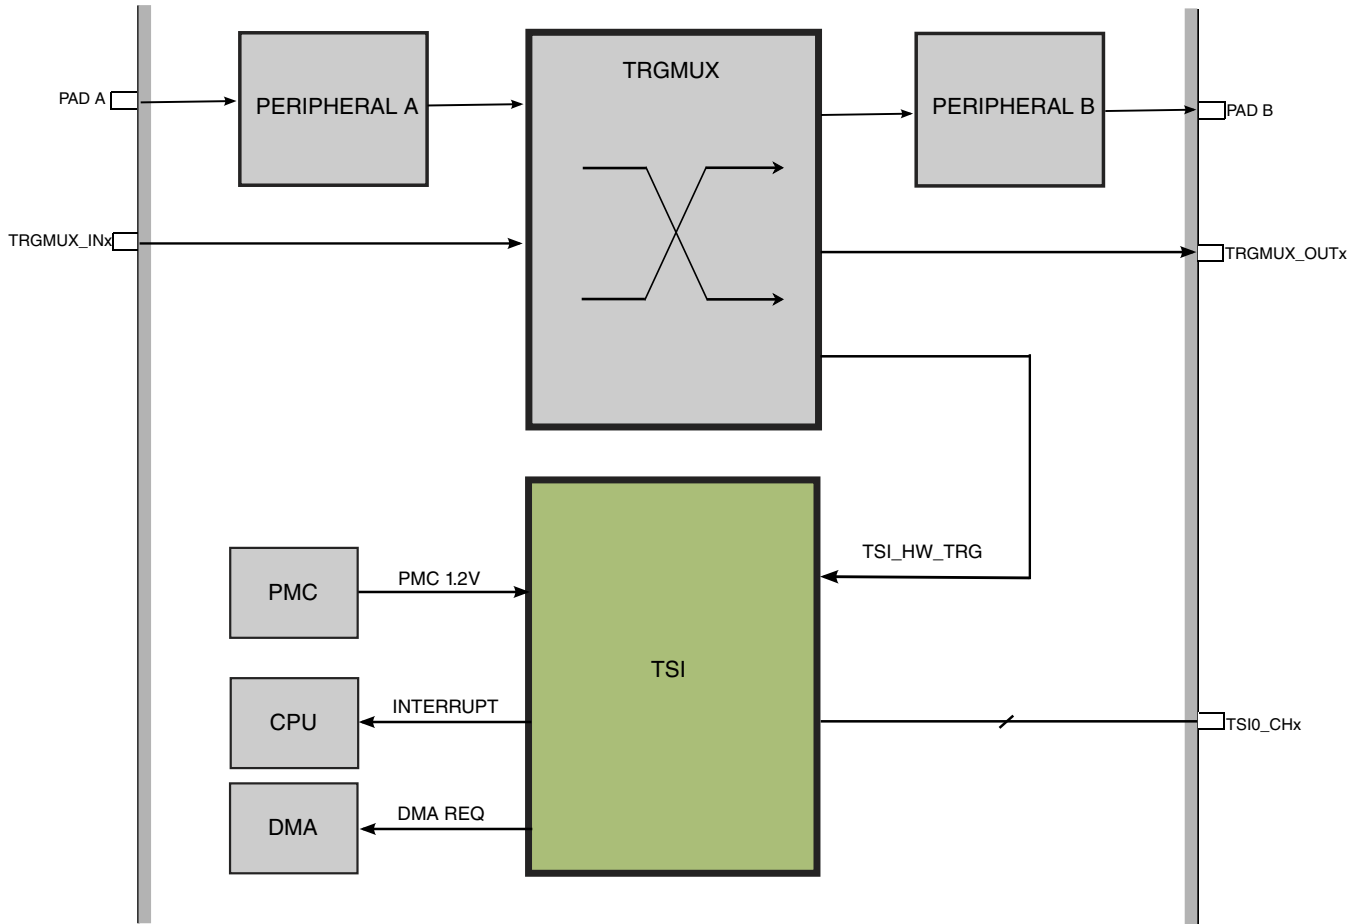 TRGMUX
PAD A
PERIPHERAL A
PERIPHERAL B
PAD B
TRGMUX_INx
TRGMUX_OUTx
TSI_HW_TRG
PMC
PMC 1.2V
TSI
CPU
INTERRUPT
TSI0_CHx
DMA
DMA REQ